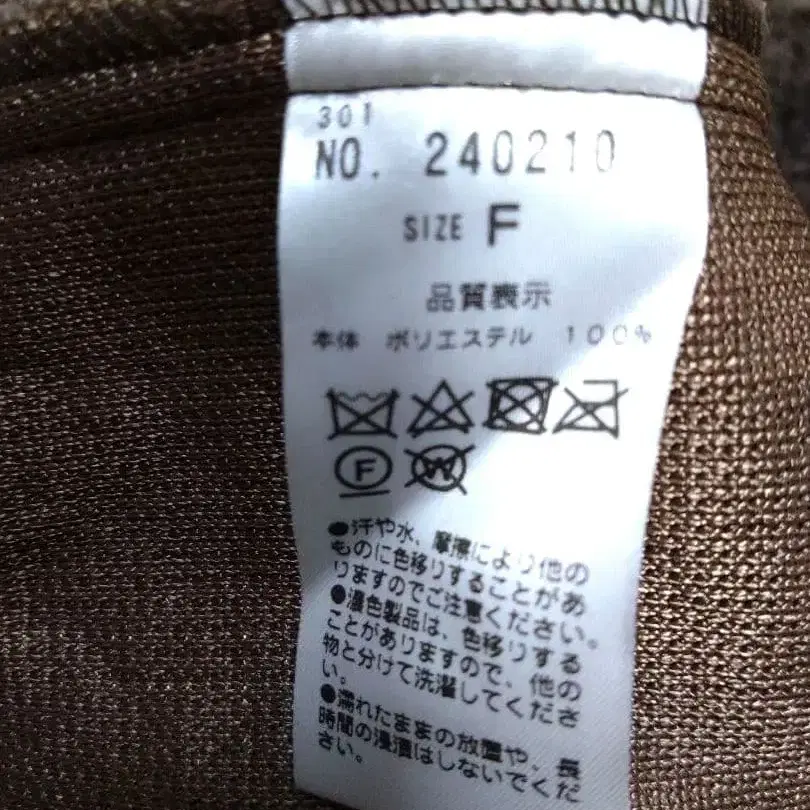 301
NO. 240210
SIZE F
品質表示
本体 ポリエステル 100%
F W
●汗や水、摩擦により他の
ものに色移りすることがあ
りますのでご注意ください。
●濃色製品は、色移りする
ことがありますので、他の
物と分けて洗濯してくださ
い。
●濡れたままの放置や、長
時間の浸漬はしないでくだ
さい。